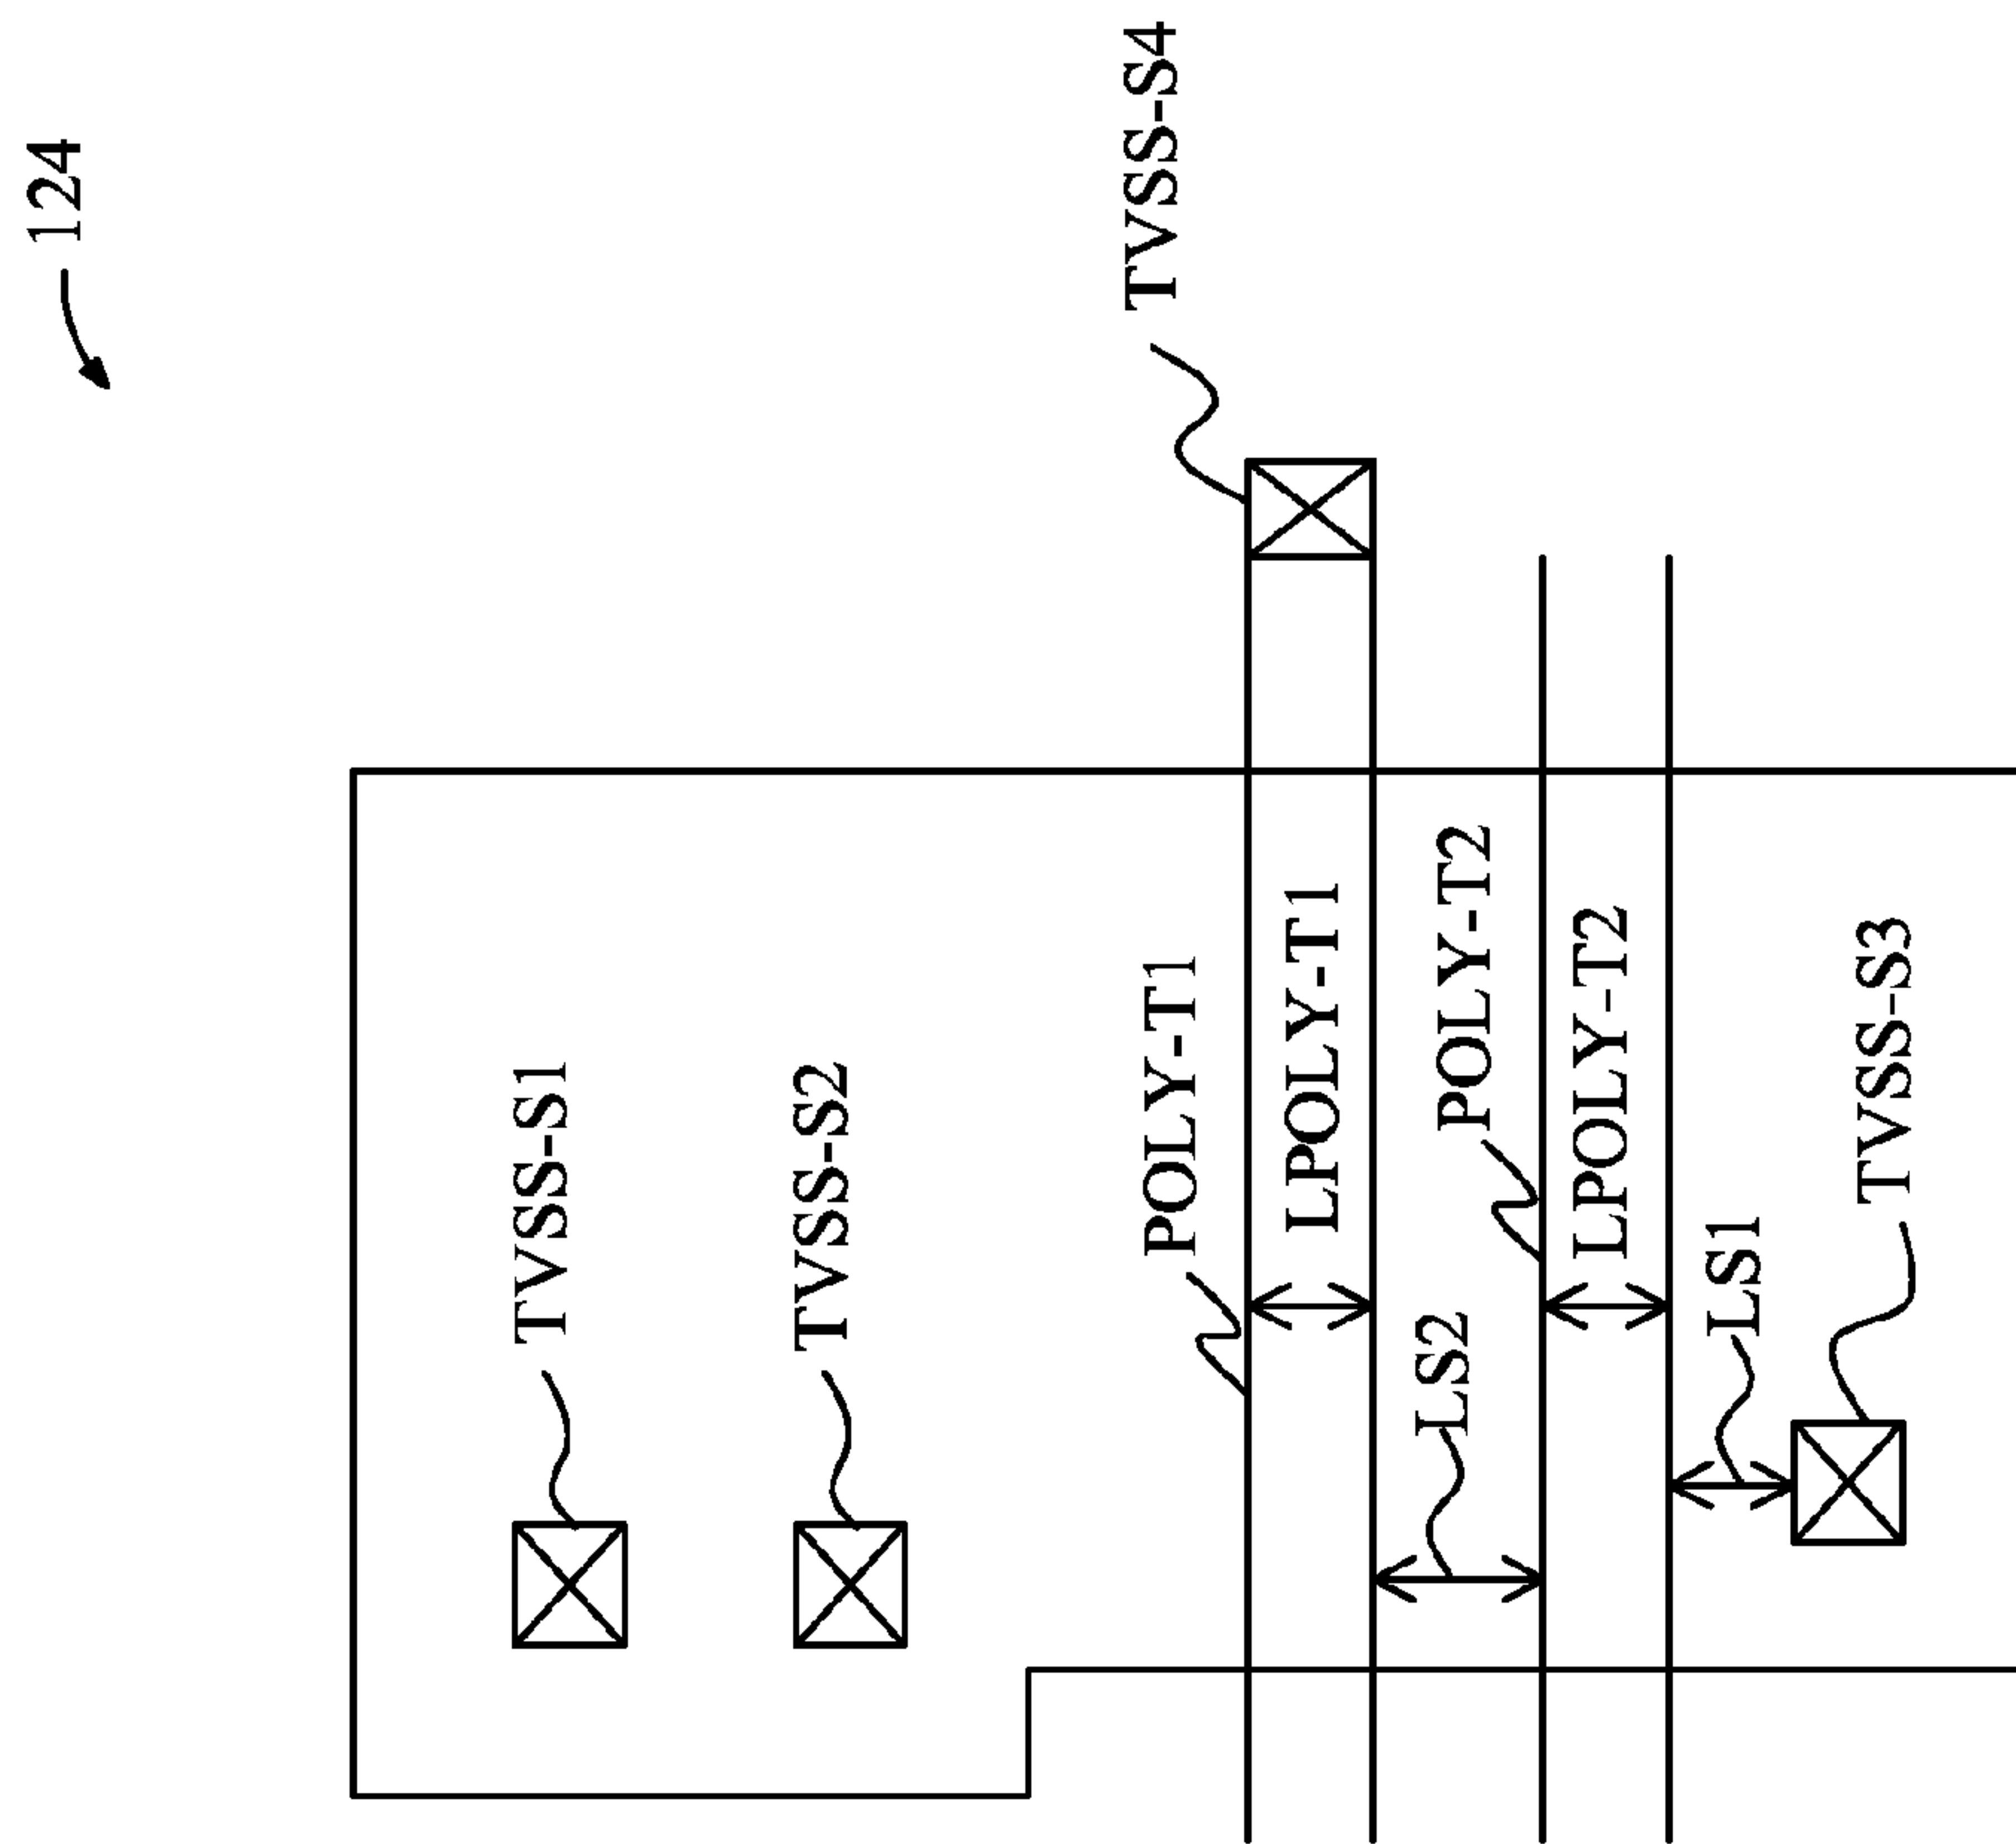 124
TVSS-S4
TVSS-S1
TVSS-S2
POLY-T1
LPOLY-T1
POLY-T2
LPOLY-T2
LS2
LS1
TVSS-S3